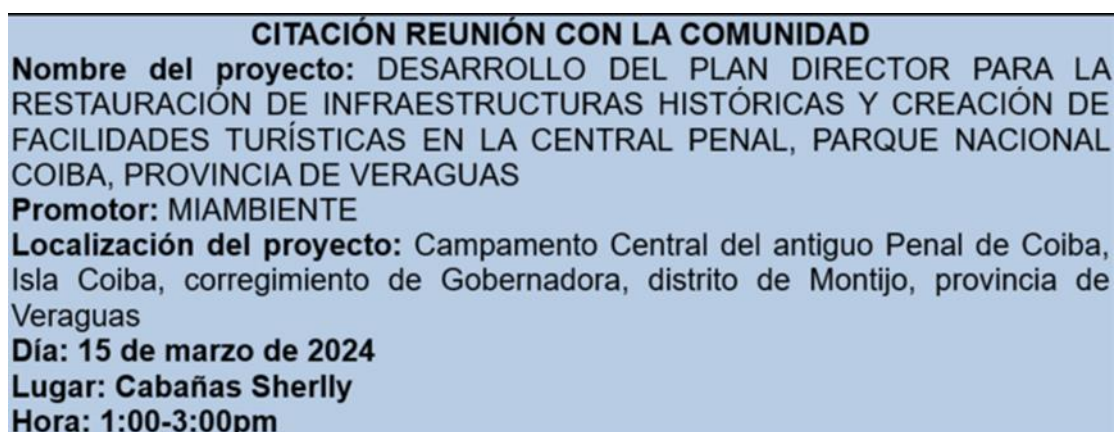 CITACIÓN REUNIÓN CON LA COMUNIDAD
Nombre del proyecto: DESARROLLO DEL PLAN DIRECTOR PARA LA
RESTAURACIÓN DE INFRAESTRUCTURAS HISTÓRICAS Y CREACIÓN DE
FACILIDADES TURÍSTICAS EN LA CENTRAL PENAL, PARQUE NACIONAL
COIBA, PROVINCIA DE VERAGUAS
Promotor: MIAMBIENTE
Localización del proyecto: Campamento Central del antiguo Penal de Coiba,
Isla Coiba, corregimiento de Gobernadora, distrito de Montijo, provincia de
Veraguas
Día: 15 de marzo de 2024
Lugar: Cabañas Sherlly
Hora: 1:00-3:00pm